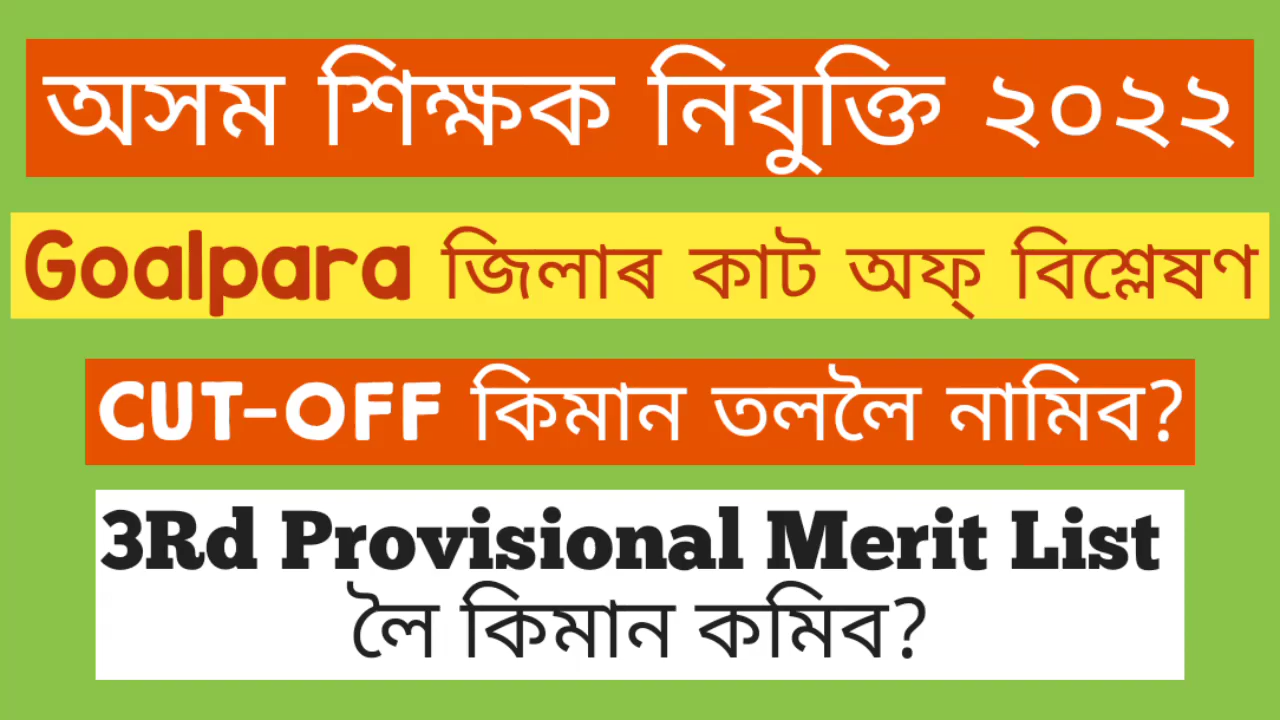 অসম শিক্ষক নিযুক্তি ২০২২
Goalpara জিলাৰ কাট অফ্ বিশ্লেষণ
CUT-OFF কিমান তললৈ নামিব?
3Rd Provisional Merit List
লৈ কিমান কমিব?